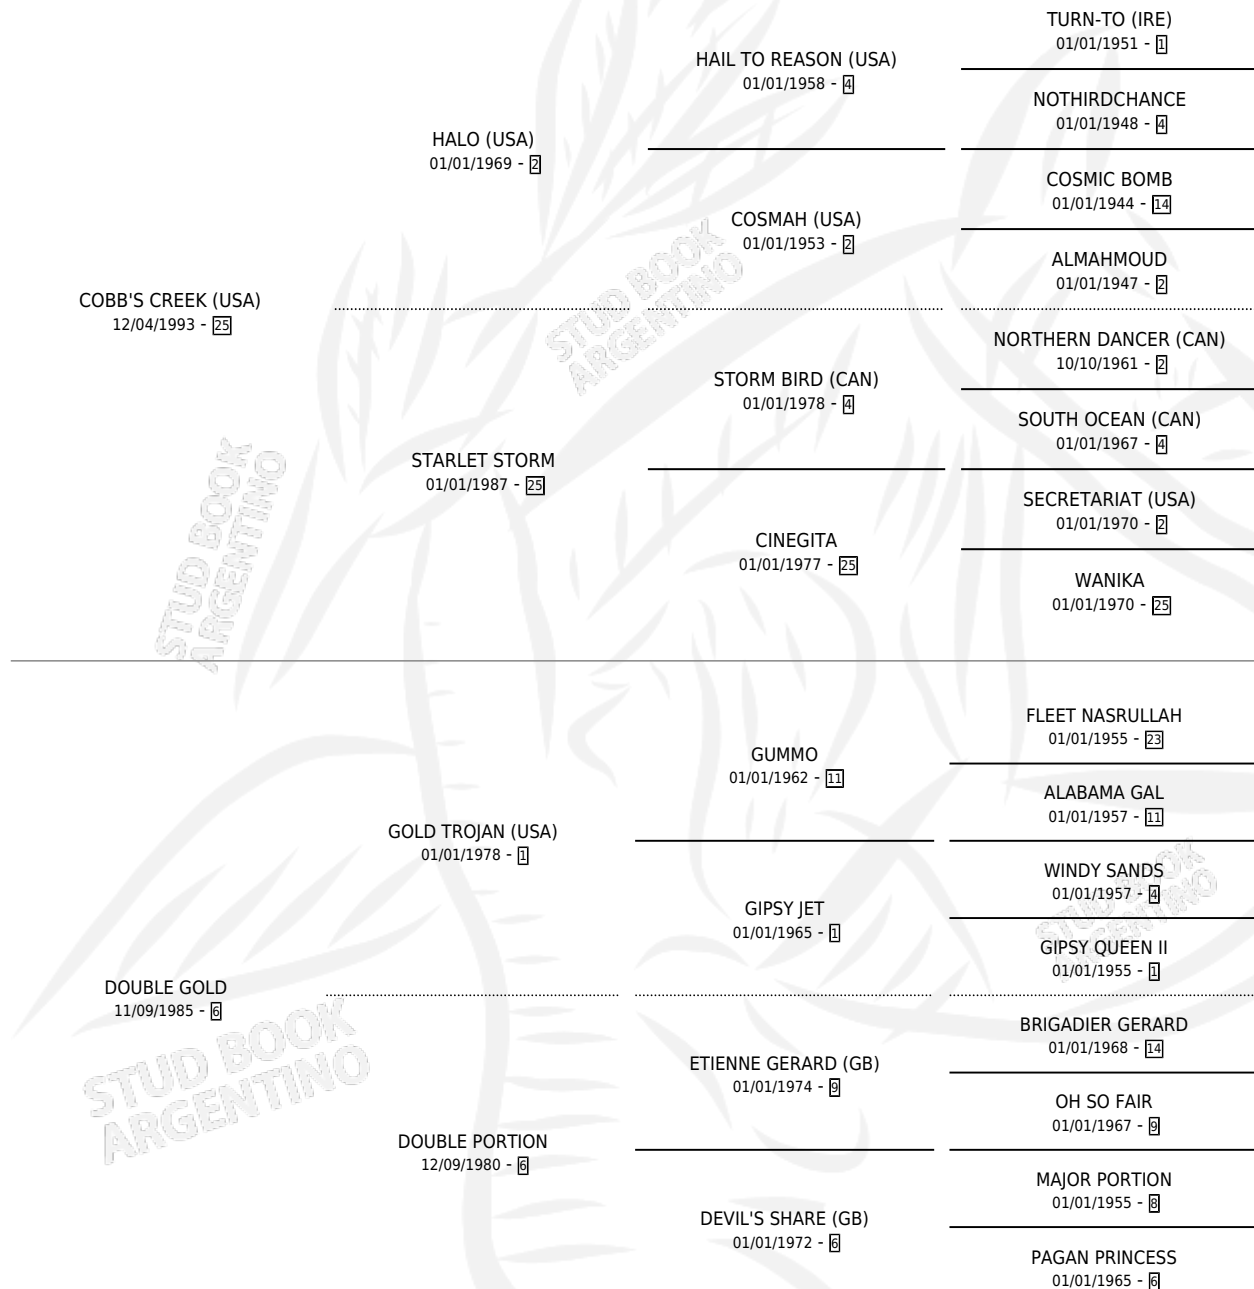 COBB'S CREEK (USA)
12/04/1993 - 25
HALO (USA)
01/01/1969 - 2
STARLET STORM
01/01/1987 - 25
HAIL TO REASON (USA)
01/01/1958 - 4
COSMAH (USA)
01/01/1953 - 2
STORM BIRD (CAN)
01/01/1978 - 4
CINEGITA
01/01/1977 - 25
TURN-TO (IRE)
01/01/1951 - 1
NOTHIRDCHANCE
01/01/1948 - 4
COSMIC BOMB
01/01/1944 - 14
ALMAHMOUD
01/01/1947 - 2
NORTHERN DANCER (CAN)
10/10/1961 - 2
SOUTH OCEAN (CAN)
01/01/1967 - 4
SECRETARIAT (USA)
01/01/1970 - 2
WANIKA
01/01/1970 - 25
STUD BOOK
ARGENTINO
STUD BOOK
ARGENTINO
DOUBLE GOLD
11/09/1985 - 6
GOLD TROJAN (USA)
01/01/1978 - 1
DOUBLE PORTION
12/09/1980 - 6
GUMMO
01/01/1962 - 11
GIPSY JET
01/01/1965 - 1
ETIENNE GERARD (GB)
01/01/1974 - 9
DEVIL'S SHARE (GB)
01/01/1972 - 6
FLEET NASRULLAH
01/01/1955 - 23
ALABAMA GAL
01/01/1957 - 11
WINDY SANDS
01/01/1957 - 4
GIPSY QUEEN II
01/01/1955 - 1
BRIGADIER GERARD
01/01/1968 - 14
OH SO FAIR
01/01/1967 - 9
MAJOR PORTION
01/01/1955 - 8
PAGAN PRINCESS
01/01/1965 - 6
STUD BOOK
ARGENTINO
STUD BOOK
ARGENTINO